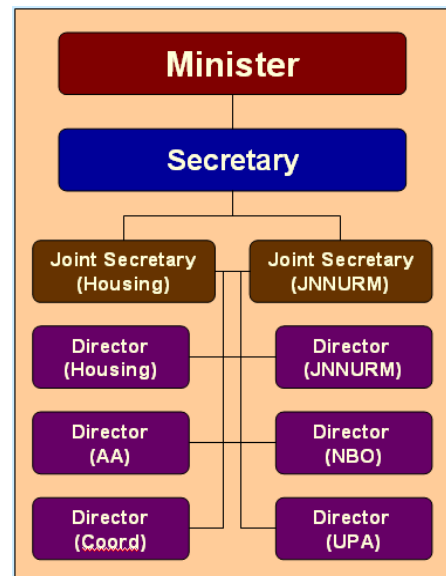 Minister
Secretary
Joint Secretary
(Housing)
Joint Secretary
(JNNURM)
Director
(Housing)
Director
(JNNURM)
Director
(AA)
Director
(NBO)
Director
(Coord)
Director
(UPA)